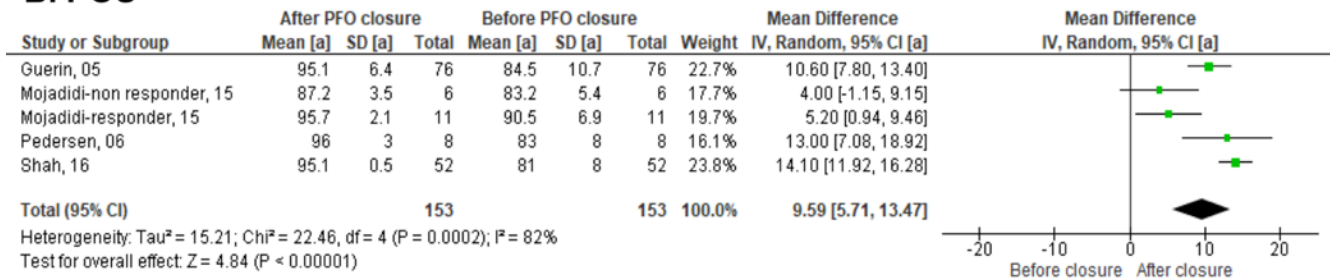 After PFO closure Before PFO closure Mean Difference Mean Difference
Study or Subgroup Mean [a] SD [a] Total Mean [a] SD [a] Total Weight IV, Random, 95% CI [a] IV, Random, 95% CI [a]
Guerin, 05 95.1 6.4 76 84.5 10.7 76 22.7% 10.60 [7.80, 13.40]
Mojadidi-non responder, 15 87.2 3.5 6 83.2 5.4 6 17.7% 4.00 [-1.15, 9.15]
Mojadidi-responder, 15 95.7 2.1 11 90.5 6.9 11 19.7% 5.20 [0.94, 9.46]
Pedersen, 06 96 3 8 83 8 8 16.1% 13.00 [7.08, 18.92]
Shah, 16 95.1 0.5 52 81 8 52 23.8% 14.10 [11.92, 16.28]
Total (95% CI) 153 153 100.0% 9.59 [5.71, 13.47]
Heterogeneity: Tau² = 15.21; Chi² = 22.46, df = 4 (P = 0.0002); I² = 82%
Test for overall effect: Z = 4.84 (P < 0.00001)
-20 -10 0 10 20
Before closure After closure